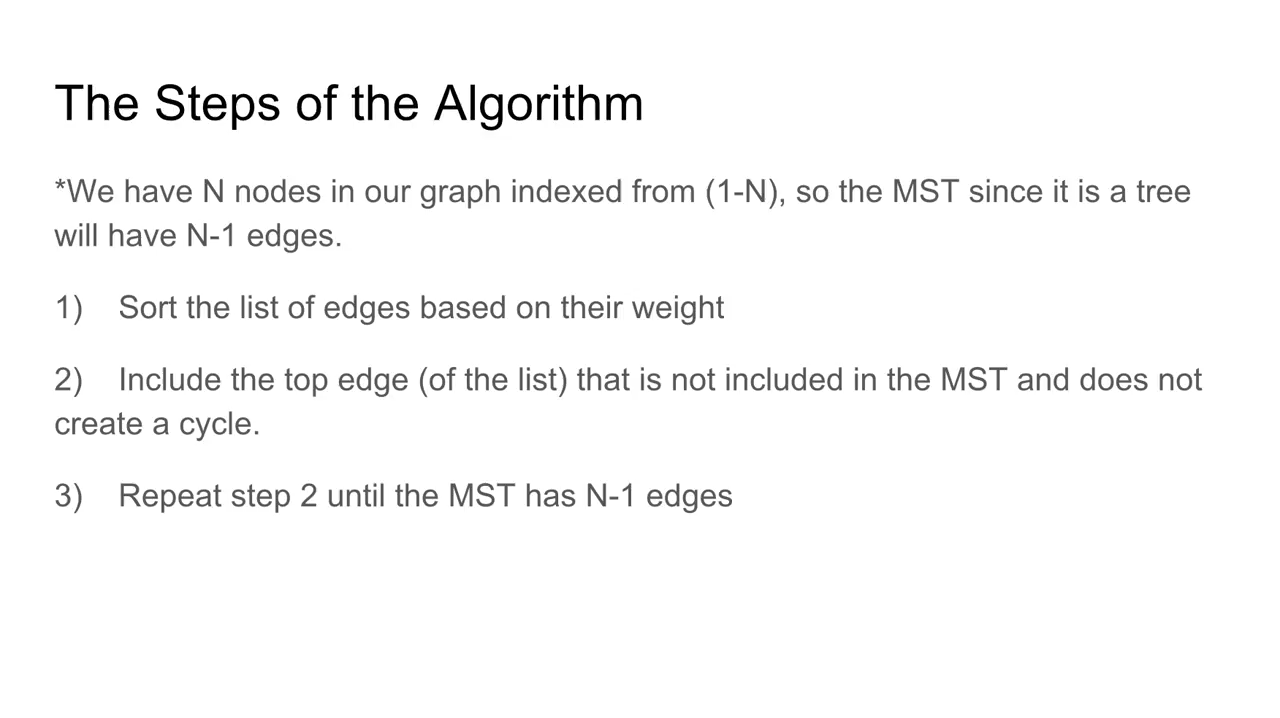 The Steps of the Algorithm
*We have N nodes in our graph indexed from (1-N), so the MST since it is a tree
will have N-1 edges.
1) Sort the list of edges based on their weight
2) Include the top edge (of the list) that is not included in the MST and does not
create a cycle.
3) Repeat step 2 until the MST has N-1 edges